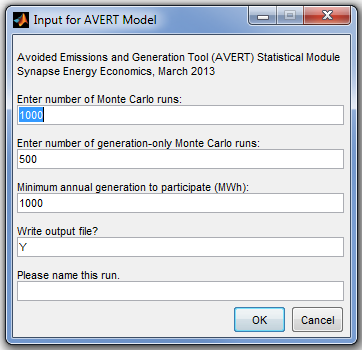 Input for AVERT Model
Avoided Emissions and Generation Tool (AVERT) Statistical Module
Synapse Energy Economics, March 2013
Enter number of Monte Carlo runs:
1000
Enter number of generation-only Monte Carlo runs:
500
Minimum annual generation to participate (MWh):
1000
Write output file?
Y
Please name this run.
OK Cancel